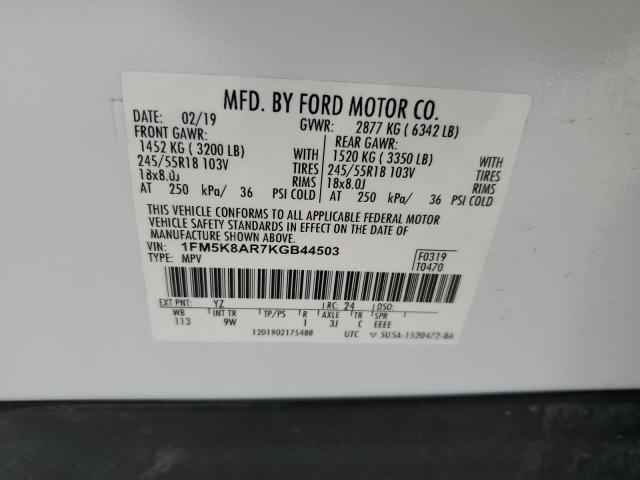 MFD. BY FORD MOTOR CO.
DATE: 02/19 GVWR: 2877 KG ( 6342 LB)
FRONT GAWR: REAR GAWR:
1452 KG ( 3200 LB) WITH 1520 KG ( 3350 LB) WITH
245/55R18 103V TIRES 245/55R18 103V TIRES
18x8.0J RIMS 18x8.0J RIMS
AT 250 kPa/ 36 PSI COLD AT 250 kPa/ 36 PSI COLD
THIS VEHICLE CONFORMS TO ALL APPLICABLE FEDERAL MOTOR
VEHICLE SAFETY STANDARDS IN EFFECT ON THE DATE OF
MANUFACTURE SHOWN ABOVE.
VIN: 1FM5K8AR7KGB44503 F0319
TYPE: MPV T0470
EXT PNT: YZ RC: 24 DSO:
WB INT TR TP/PS R AXLE TR SPR
113 9W 1 3J C EEEE
1201902175488 UTC ▽ 5U5A-1520472-BA